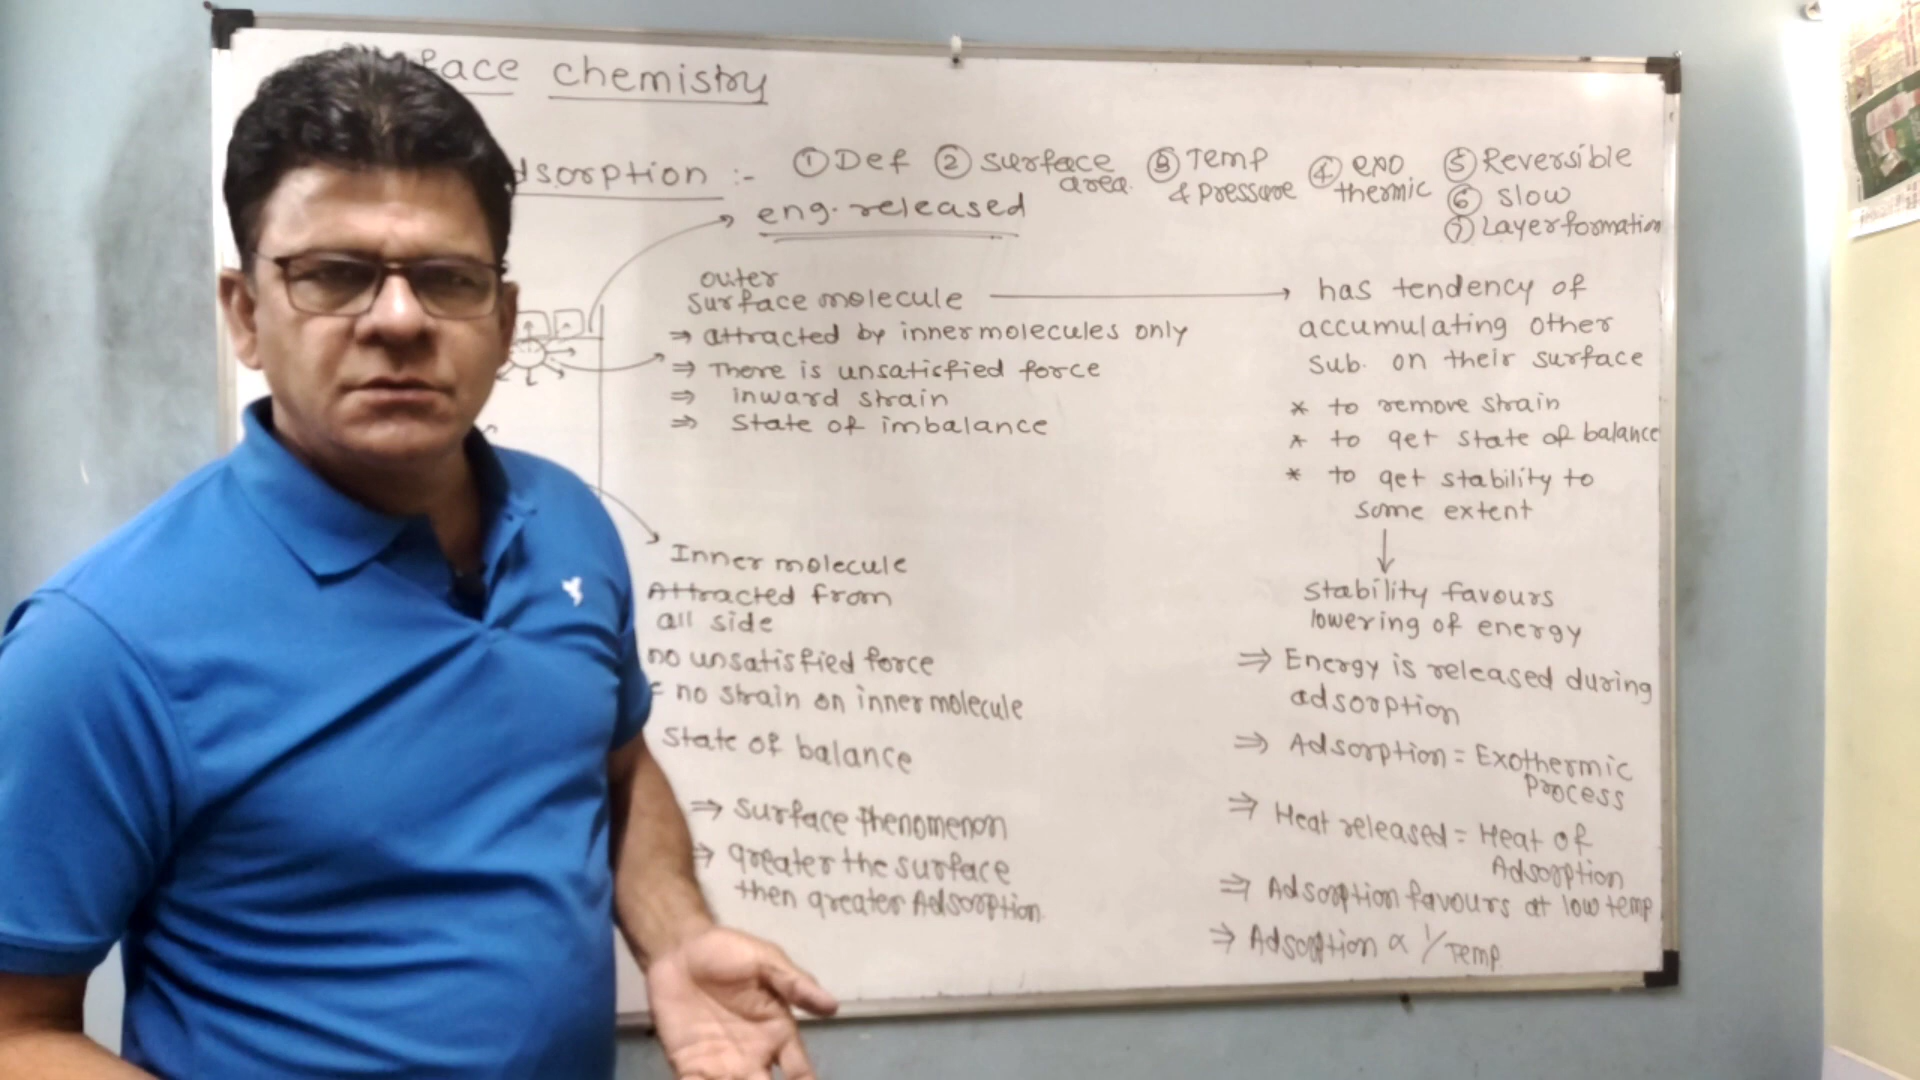 face chemistry
dsorption :- ① Def ② surface area. ③ Temp & pressure ④ exo thermic ⑤ Reversible
⑥ slow
⑦ Layer formation
eng. released
outer
surface molecule
⇒ attracted by inner molecules only
⇒ There is unsatisfied force
⇒ inward strain
⇒ State of imbalance
has tendency of
accumulating other
sub. on their surface
* to remove strain
* to get state of balance
* to get stability to
some extent
↓
Stability favours
lowering of energy
⇒ Energy is released during
adsorption
⇒ Adsorption = Exothermic
Process
⇒ Heat released = Heat of
Adsorption
⇒ Adsorption favours at low temp
⇒ Adsorption ∝ 1/Temp.
Inner molecule
Attracted from
all side
no unsatisfied force
no strain on inner molecule
State of balance
⇒ Surface Phenomenon
⇒ greater the surface
then greater Adsorption.